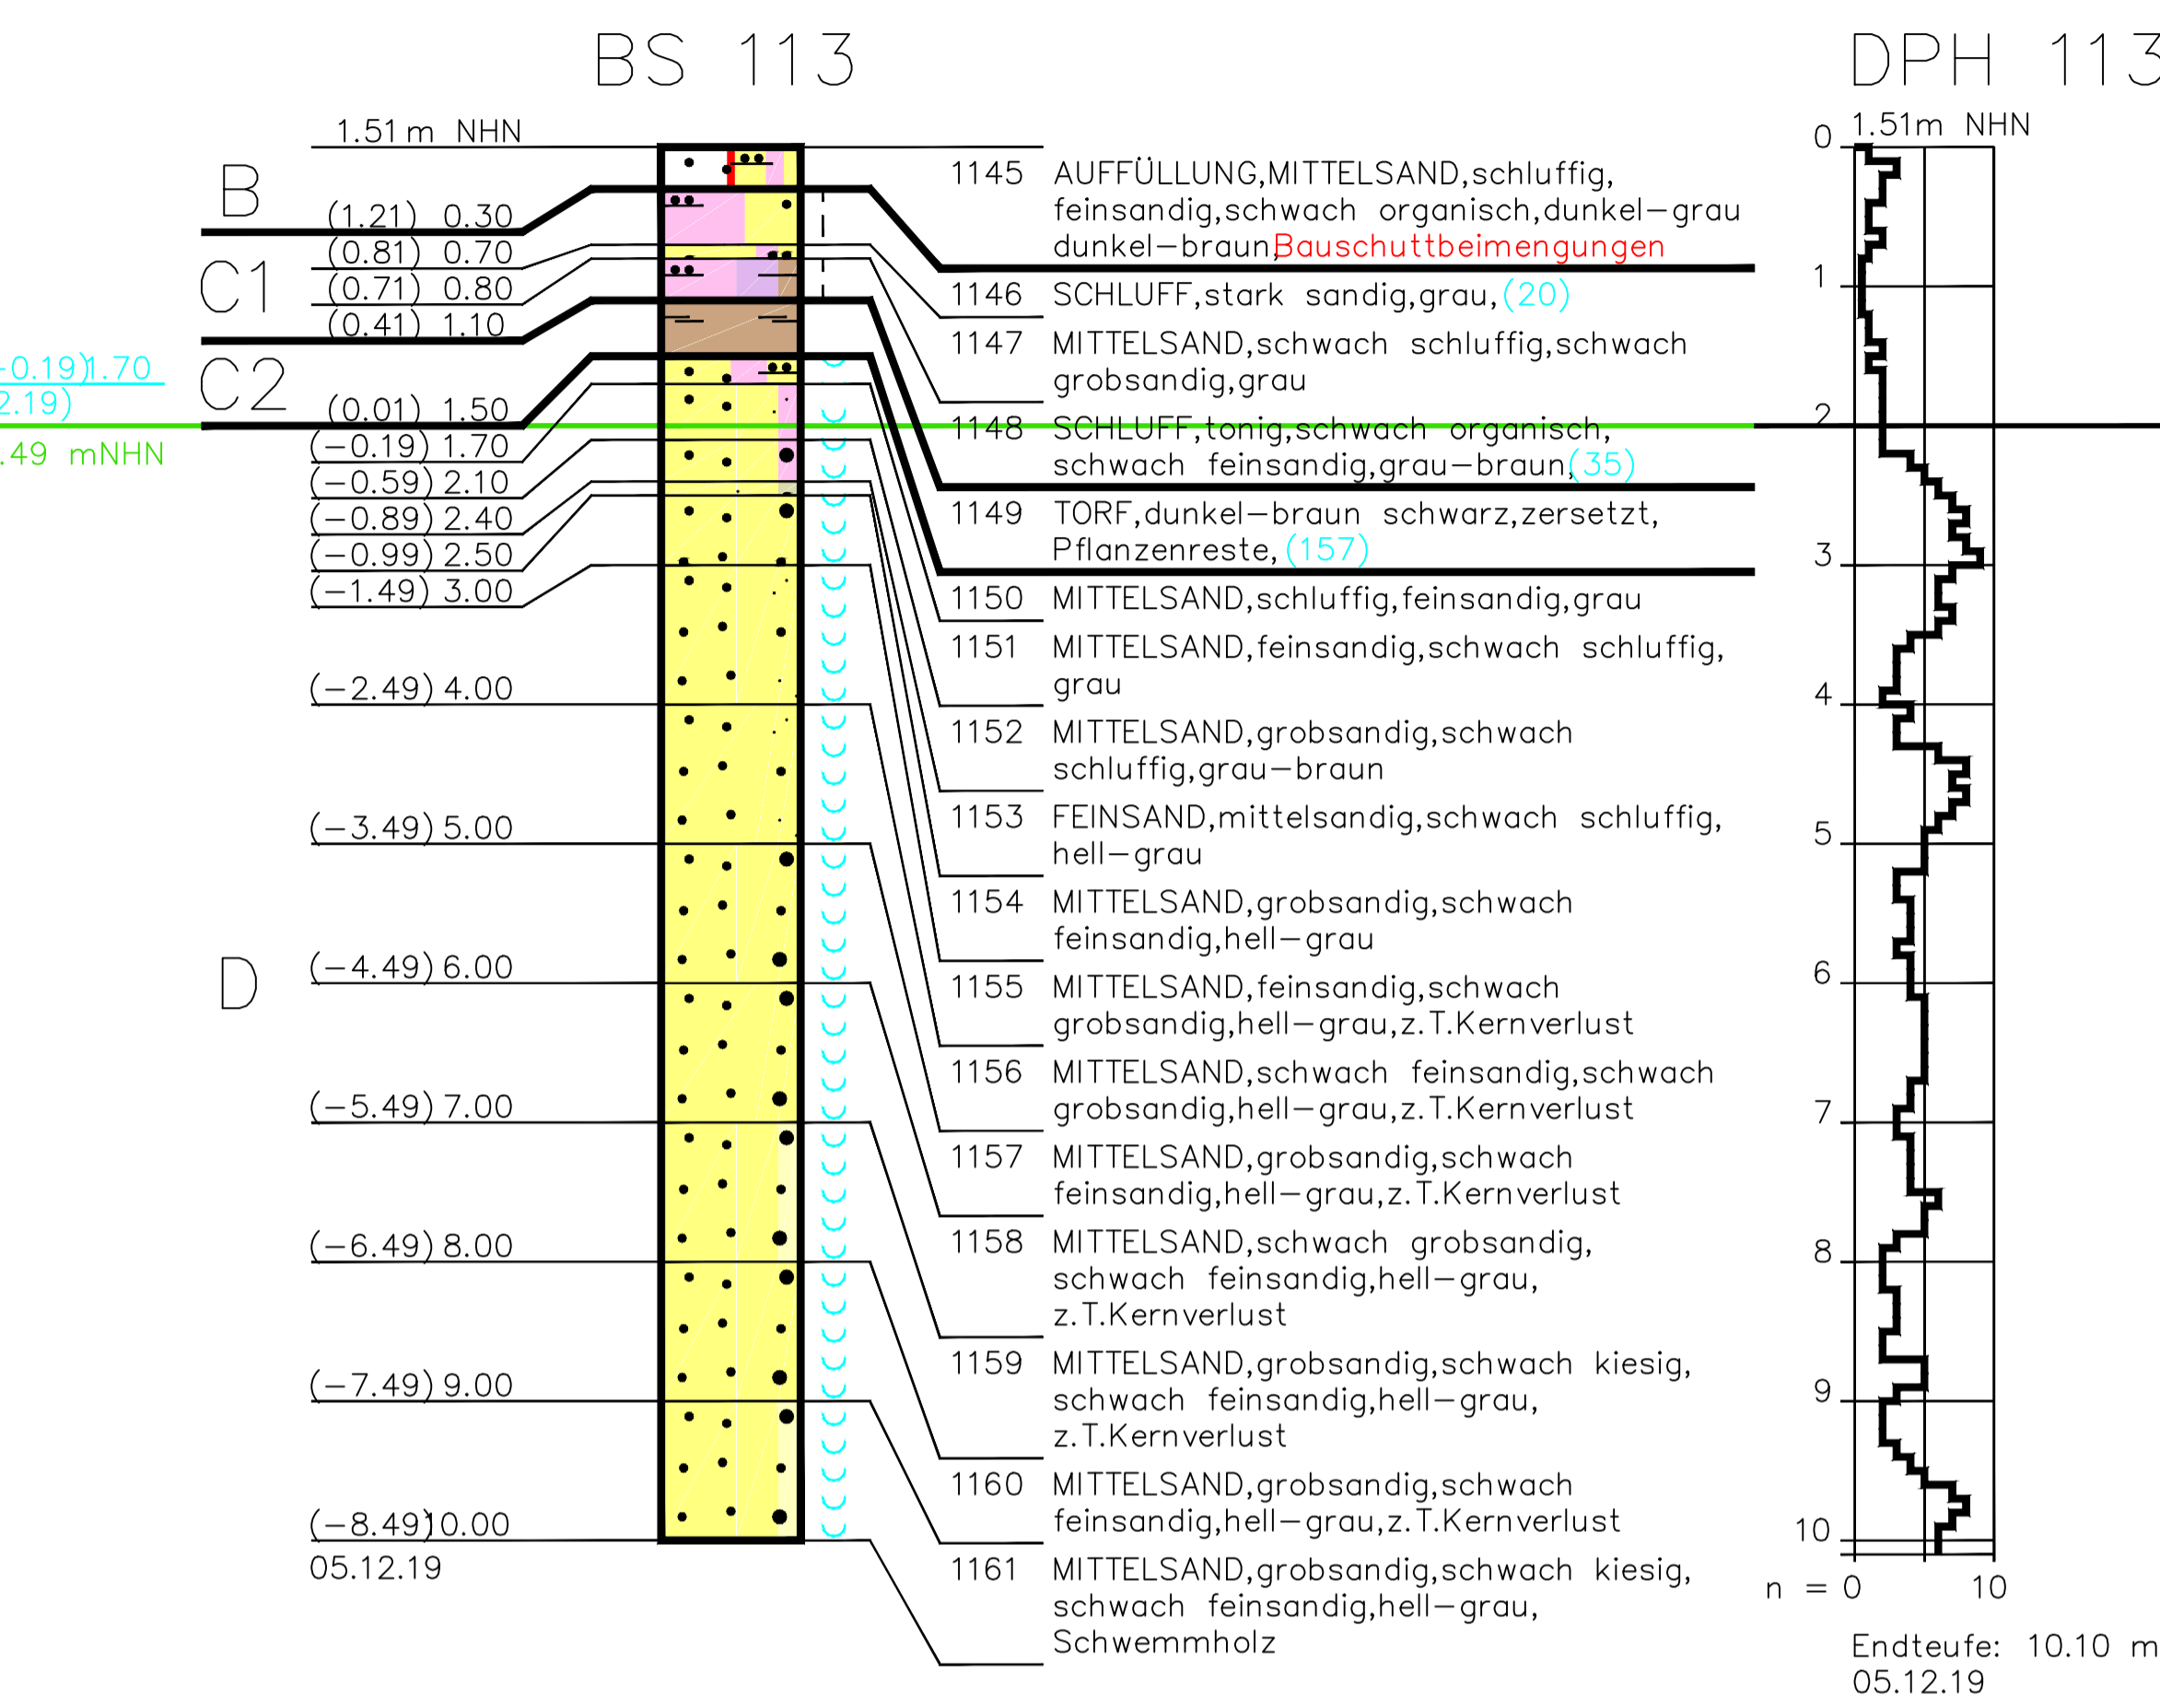 BS 113
DPH 113
1.51m NHN
B
(1.21) 0.30
(0.81) 0.70
C1
(0.71) 0.80
(0.41) 1.10
-0.19)1.70
2.19)
C2
(0.01) 1.50
.49 mNHN
(-0.19) 1.70
(-0.59) 2.10
(-0.89) 2.40
(-0.99) 2.50
(-1.49) 3.00
(-2.49) 4.00
(-3.49) 5.00
D
(-4.49) 6.00
(-5.49) 7.00
(-6.49) 8.00
(-7.49) 9.00
(-8.49)10.00
05.12.19
1145 AUFFÜLLUNG,MITTELSAND,schluffig,
feinsandig,schwach organisch,dunkel-grau
dunkel-braun,Bauschuttbeimengungen
1146 SCHLUFF,stark sandig,grau,(20)
1147 MITTELSAND,schwach schluffig,schwach
grobsandig,grau
1148 SCHLUFF,tonig,schwach organisch,
schwach feinsandig,grau-braun,(35)
1149 TORF,dunkel-braun schwarz,zersetzt,
Pflanzenreste,(157)
1150 MITTELSAND,schluffig,feinsandig,grau
1151 MITTELSAND,feinsandig,schwach schluffig,
grau
1152 MITTELSAND,grobsandig,schwach
schluffig,grau-braun
1153 FEINSAND,mittelsandig,schwach schluffig,
hell-grau
1154 MITTELSAND,grobsandig,schwach
feinsandig,hell-grau
1155 MITTELSAND,feinsandig,schwach
grobsandig,hell-grau,z.T.Kernverlust
1156 MITTELSAND,schwach feinsandig,schwach
grobsandig,hell-grau,z.T.Kernverlust
1157 MITTELSAND,grobsandig,schwach
feinsandig,hell-grau,z.T.Kernverlust
1158 MITTELSAND,schwach grobsandig,
schwach feinsandig,hell-grau,
z.T.Kernverlust
1159 MITTELSAND,grobsandig,schwach kiesig,
schwach feinsandig,hell-grau,
z.T.Kernverlust
1160 MITTELSAND,grobsandig,schwach
feinsandig,hell-grau,z.T.Kernverlust
1161 MITTELSAND,grobsandig,schwach kiesig,
schwach feinsandig,hell-grau,
Schwemmholz
1.51m NHN
0
1
2
3
4
5
6
7
8
9
10
n = 0 10
Endteufe: 10.10 m
05.12.19